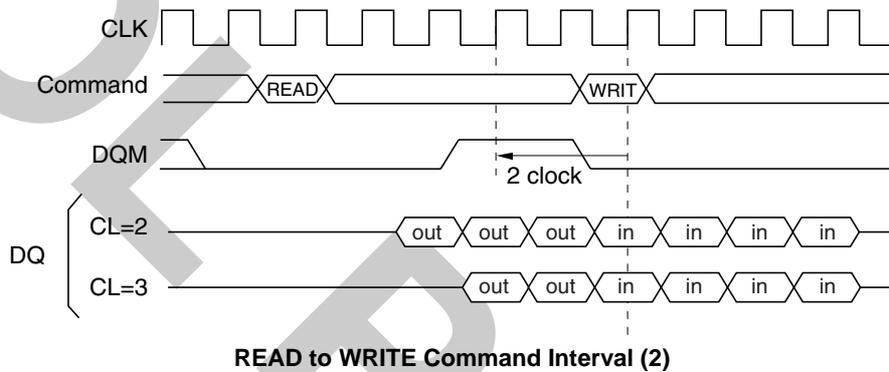 CLK
Command READ WRIT
DQM
2 clock
DQ
CL=2 out out out in in in in
CL=3 out out in in in in
READ to WRITE Command Interval (2)